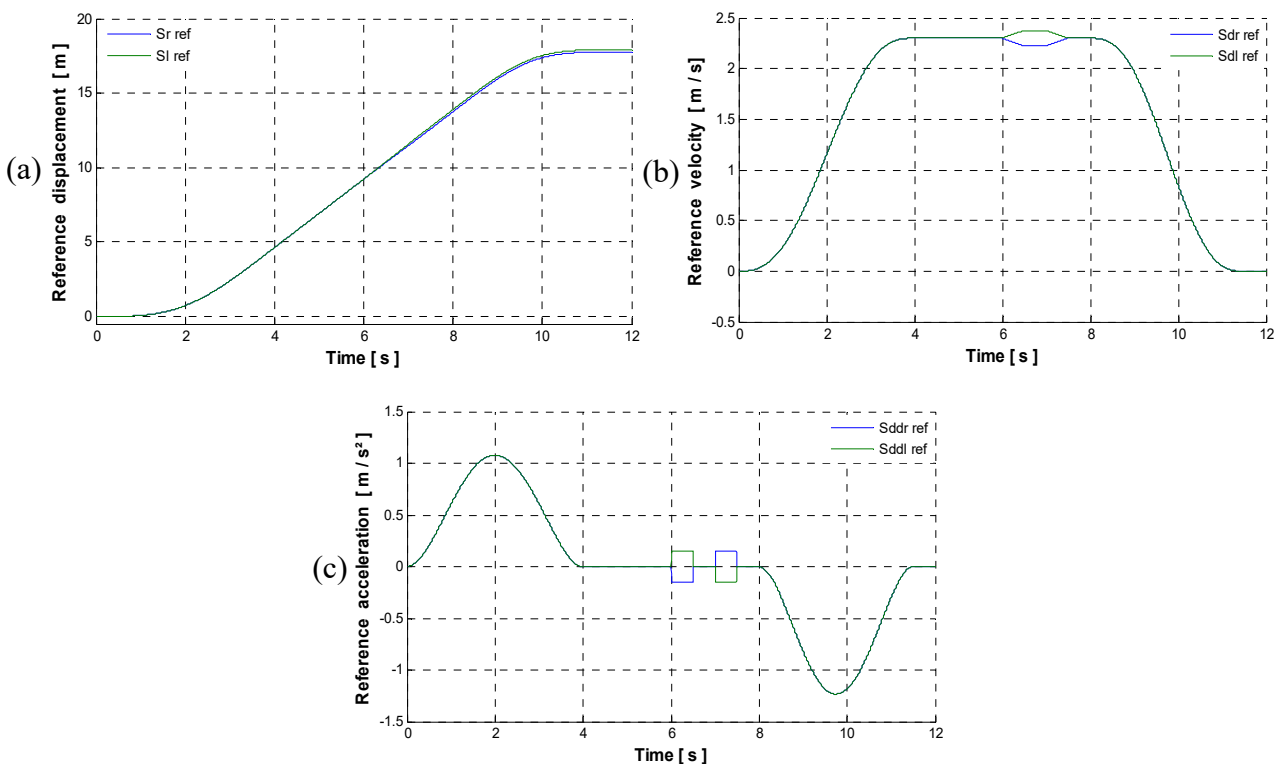 (a)
Reference displacement [ m ]
20
15
10
5
0
Sr ref
Sl ref
0 2 4 6 8 10 12
Time [ s ]
(b)
Reference velocity [ m / s ]
2.5
2
1.5
1
0.5
0
-0.5
Sdr ref
Sdl ref
0 2 4 6 8 10 12
Time [ s ]
(c)
Reference acceleration [ m / s² ]
1.5
1
0.5
0
-0.5
-1
-1.5
Sddr ref
Sddl ref
0 2 4 6 8 10 12
Time [ s ]